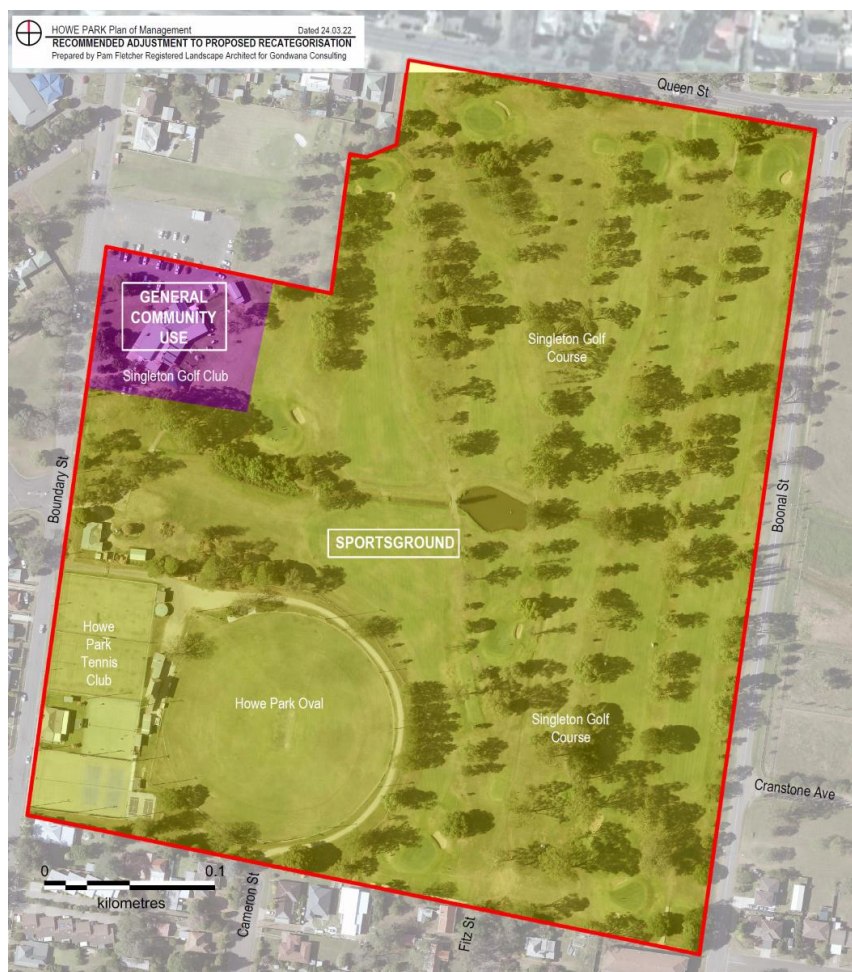 HOWE PARK Plan of Management Dated 24.03.22
RECOMMENDED ADJUSTMENT TO PROPOSED RECATEGORISATION
Prepared by Pam Fletcher Registered Landscape Architect for Gondwana Consulting
Queen St
GENERAL
COMMUNITY
USE
Singleton Golf Club
Singleton Golf
Course
Boundary St
Boonal St
SPORTSGROUND
Howe
Park
Tennis
Club
Howe Park Oval
Singleton Golf
Course
Cranstone Ave
0 0.1
kilometres
Cameron St
Fitz St